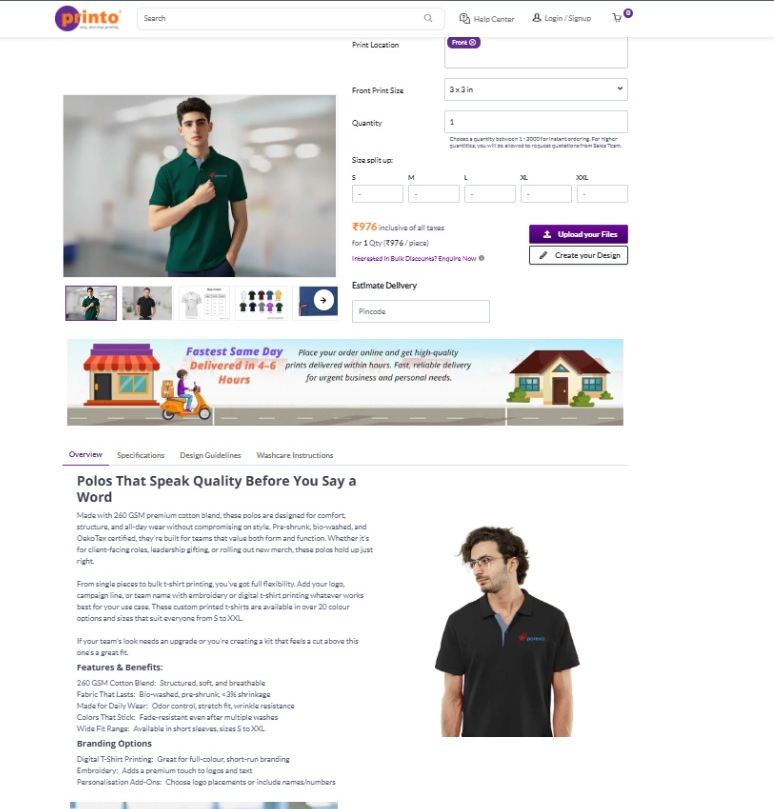 printo
Search
Help Center
Login / Signup
0
Print Location
Front
Front Print Size
3 x 3 in
Quantity
1
Choose a quantity between 1 - 3000 for instant ordering. For higher
quantities, you will be allowed to request quotations from Sales Team.
Size split up:
S M L XL XXL
- - - - -
₹976 inclusive of all taxes
for 1 Qty (₹976 / piece)
Interested in Bulk Discounts? Enquire Now
Upload your Files
Create your Design
Estimate Delivery
Pincode
Fastest Same Day
Delivered in 4-6
Hours
Place your order online and get high-quality
prints delivered within hours. Fast, reliable delivery
for urgent business and personal needs.
Overview Specifications Design Guidelines Washcare Instructions
Polos That Speak Quality Before You Say a
Word
Made with 260 GSM premium cotton blend, these polos are designed for comfort,
structure, and all-day wear without compromising on style. Pre-shrunk, bio-washed, and
OekoTex certified, they're built for teams that value both form and function. Whether it's
for client-facing roles, leadership gifting, or rolling out new merch, these polos hold up just
right.
From single pieces to bulk t-shirt printing, you've got full flexibility. Add your logo,
campaign line, or team name with embroidery or digital t-shirt printing whatever works
best for your use case. These custom printed t-shirts are available in over 20 colour
options and sizes that suit everyone from S to XXL.
If your team's look needs an upgrade or you're creating a kit that feels a cut above this
one's a great fit.
Features & Benefits:
260 GSM Cotton Blend: Structured, soft, and breathable
Fabric That Lasts: Bio-washed, pre-shrunk, <3% shrinkage
Made for Daily Wear: Odor control, stretch fit, wrinkle resistance
Colors That Stick: Fade-resistant even after multiple washes
Wide Fit Range: Available in short sleeves, sizes S to XXL
Branding Options
Digital T-Shirt Printing: Great for full-colour, short-run branding
Embroidery: Adds a premium touch to logos and text
Personalisation Add-Ons: Choose logo placements or include names/numbers